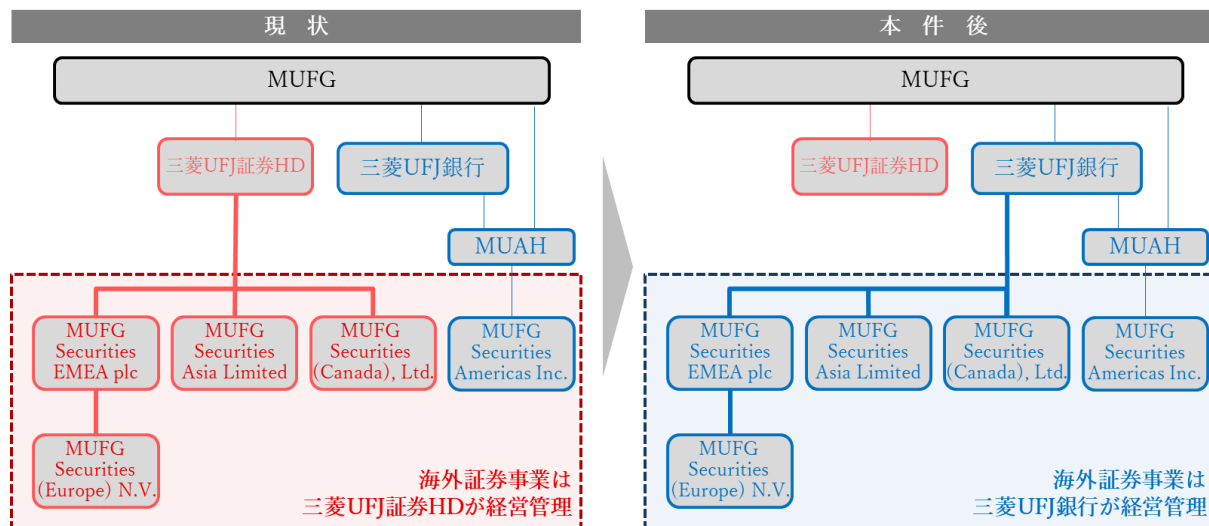 現 状
MUFG
三菱UFJ証券HD
三菱UFJ銀行
MUAH
MUFG
Securities
EMEA plc
MUFG
Securities
Asia Limited
MUFG
Securities
(Canada), Ltd.
MUFG
Securities
Americas Inc.
MUFG
Securities
(Europe) N.V.
海外証券事業は
三菱UFJ証券HDが経営管理
本 件 後
MUFG
三菱UFJ証券HD
三菱UFJ銀行
MUAH
MUFG
Securities
EMEA plc
MUFG
Securities
Asia Limited
MUFG
Securities
(Canada), Ltd.
MUFG
Securities
Americas Inc.
MUFG
Securities
(Europe) N.V.
海外証券事業は
三菱UFJ銀行が経営管理